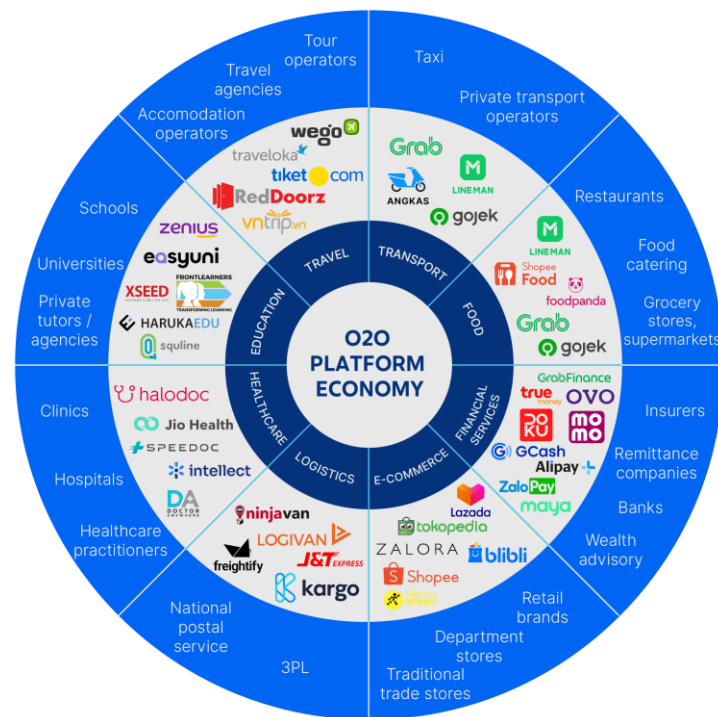 O2O
PLATFORM
ECONOMY
TRAVEL
TRANSPORT
FOOD
FINANCIAL
SERVICES
E-COMMERCE
LOGISTICS
HEALTHCARE
EDUCATION
Tour
operators
Travel
agencies
Accomodation
operators
wego
traveloka
tiket com
RedDoorz
vntrip.vn
Taxi
Private transport
operators
Grab
LINEMAN
ANGKAS
gojek
Restaurants
Food
catering
Grocery
stores,
supermarkets
LINEMAN
Shopee
Food
foodpanda
Grab
gojek
Insurers
Remittance
companies
Banks
Wealth
advisory
GrabFinance
true
money
OVO
DOKU
MOMO
GCash
Alipay
ZaloPay
maya
Retail
brands
Department
stores
Traditional
trade stores
Lazada
tokopedia
ZALORA
blibli
Shopee
National
postal
service
3PL
ninjavan
LOGIVAN
freightify
J&T EXPRESS
kargo
Clinics
Hospitals
Healthcare
practitioners
halodoc
Jio Health
SPEEDOC
intellect
DA
DOCTOR
ANYWHERE
Schools
Universities
Private
tutors /
agencies
zenius
easyuni
XSEED
FRONTLEARNERS
TRANSFORMING LEARNING
HARUKAEDU
squline